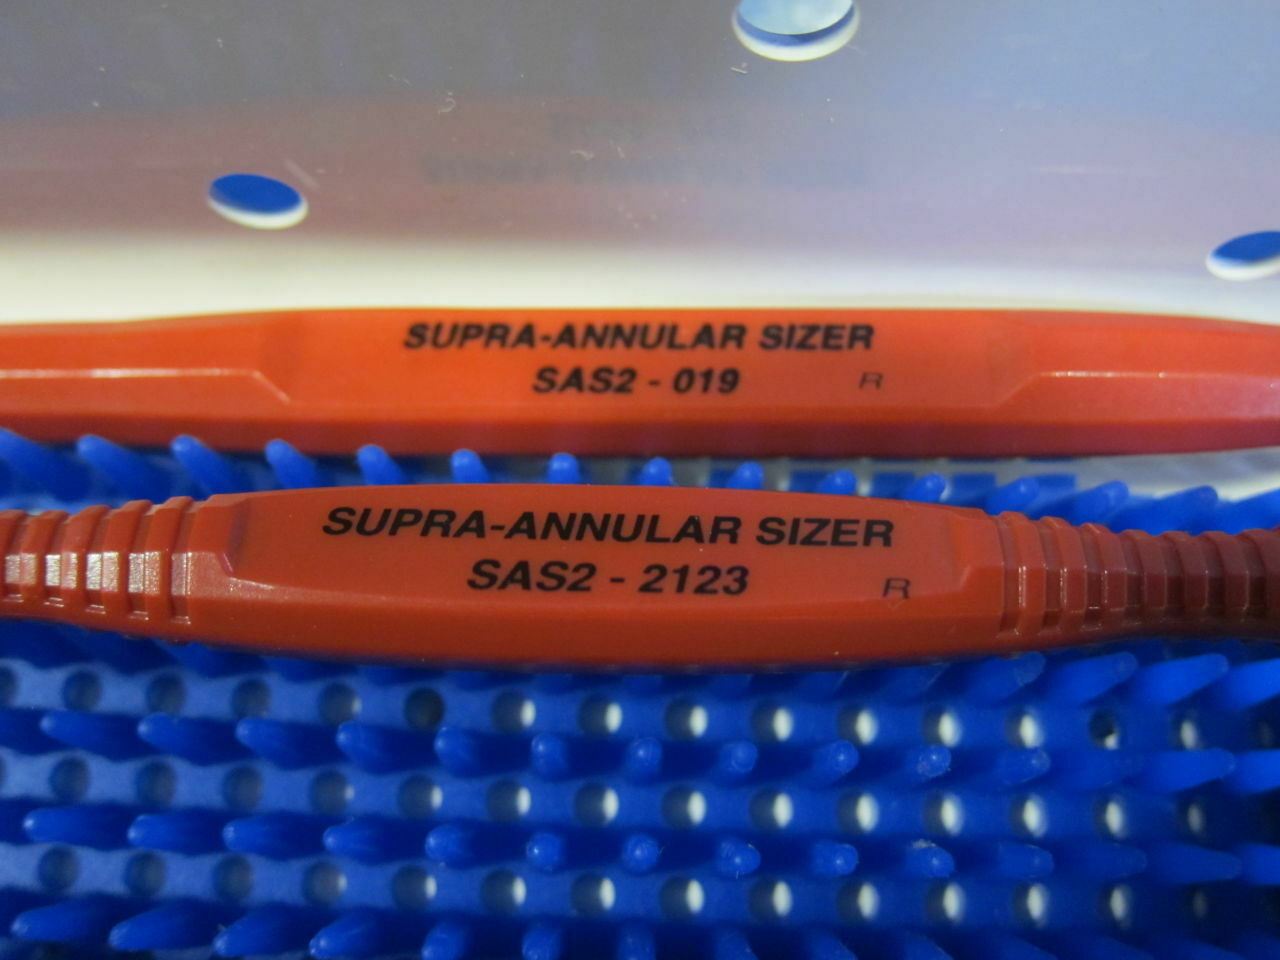 SUPRA-ANNULAR SIZER
SAS2 - 019 R
SUPRA-ANNULAR SIZER
SAS2 - 2123 R